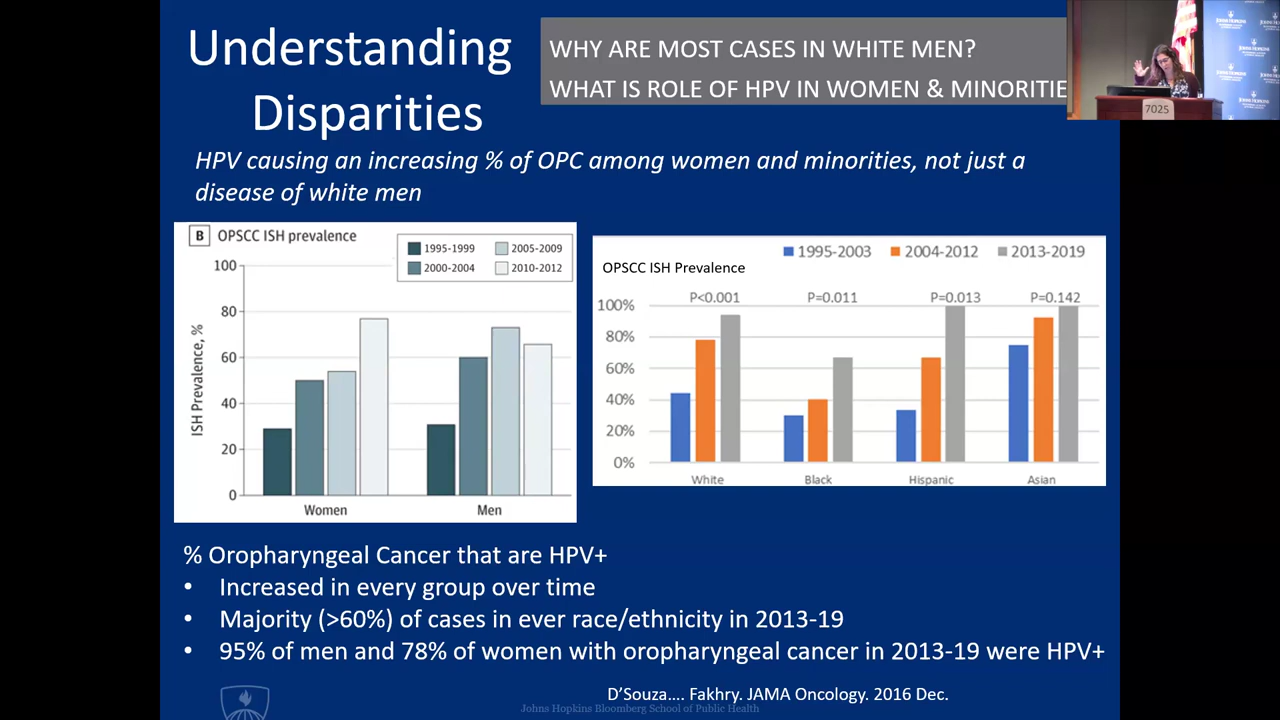 Understanding
Disparities
WHY ARE MOST CASES IN WHITE MEN?
WHAT IS ROLE OF HPV IN WOMEN & MINORITIE
7025
HPV causing an increasing % of OPC among women and minorities, not just a
disease of white men
B OPSCC ISH prevalence
1995-1999 2005-2009
2000-2004 2010-2012
ISH Prevalence, %
100
80
60
40
20
0
Women Men
1995-2003 2004-2012 2013-2019
OPSCC ISH Prevalence
P<0.001 P=0.011 P=0.013 P=0.142
100%
80%
60%
40%
20%
0%
White Black Hispanic Asian
% Oropharyngeal Cancer that are HPV+
• Increased in every group over time
• Majority (>60%) of cases in ever race/ethnicity in 2013-19
• 95% of men and 78% of women with oropharyngeal cancer in 2013-19 were HPV+
D'Souza…. Fakhry. JAMA Oncology. 2016 Dec.
Johns Hopkins Bloomberg School of Public Health